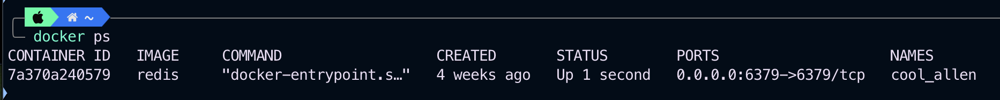 ~
docker ps
CONTAINER ID   IMAGE     COMMAND                  CREATED       STATUS        PORTS                    NAMES
7a370a240579   redis     "docker-entrypoint.s…"   4 weeks ago   Up 1 second   0.0.0.0:6379->6379/tcp   cool_allen